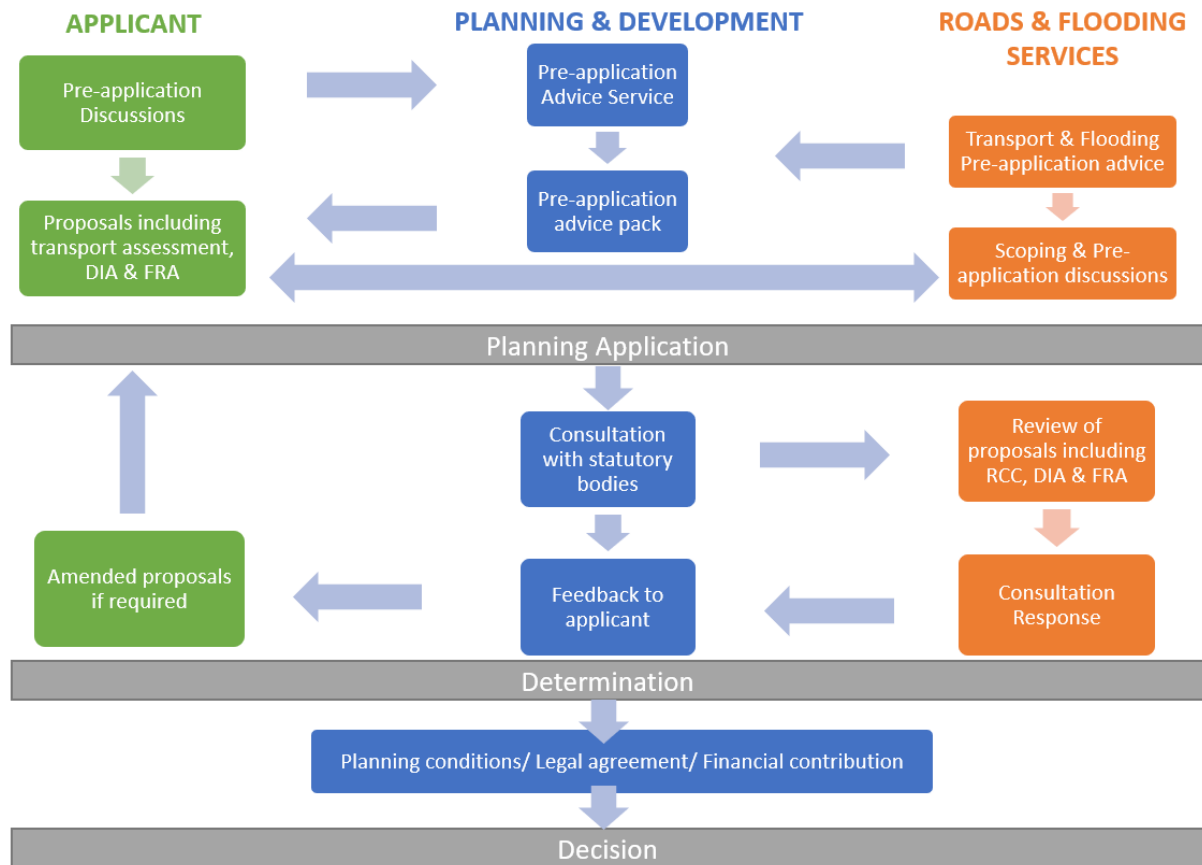 APPLICANT
PLANNING & DEVELOPMENT
ROADS & FLOODING
SERVICES
Pre-application
Discussions
Pre-application
Advice Service
Transport & Flooding
Pre-application advice
Proposals including
transport assessment,
DIA & FRA
Pre-application
advice pack
Scoping & Pre-
application discussions
Planning Application
Consultation
with statutory
bodies
Review of
proposals including
RCC, DIA & FRA
Amended proposals
if required
Feedback to
applicant
Consultation
Response
Determination
Planning conditions/ Legal agreement/ Financial contribution
Decision